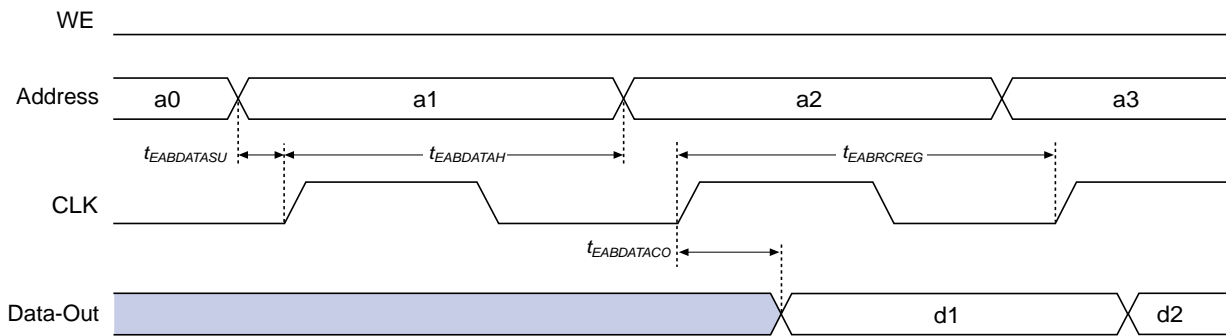 WE
Address
a0
a1
a2
a3
tEABDATASU
tEABDATAH
tEABRCREG
CLK
tEABDATACO
Data-Out
d1
d2